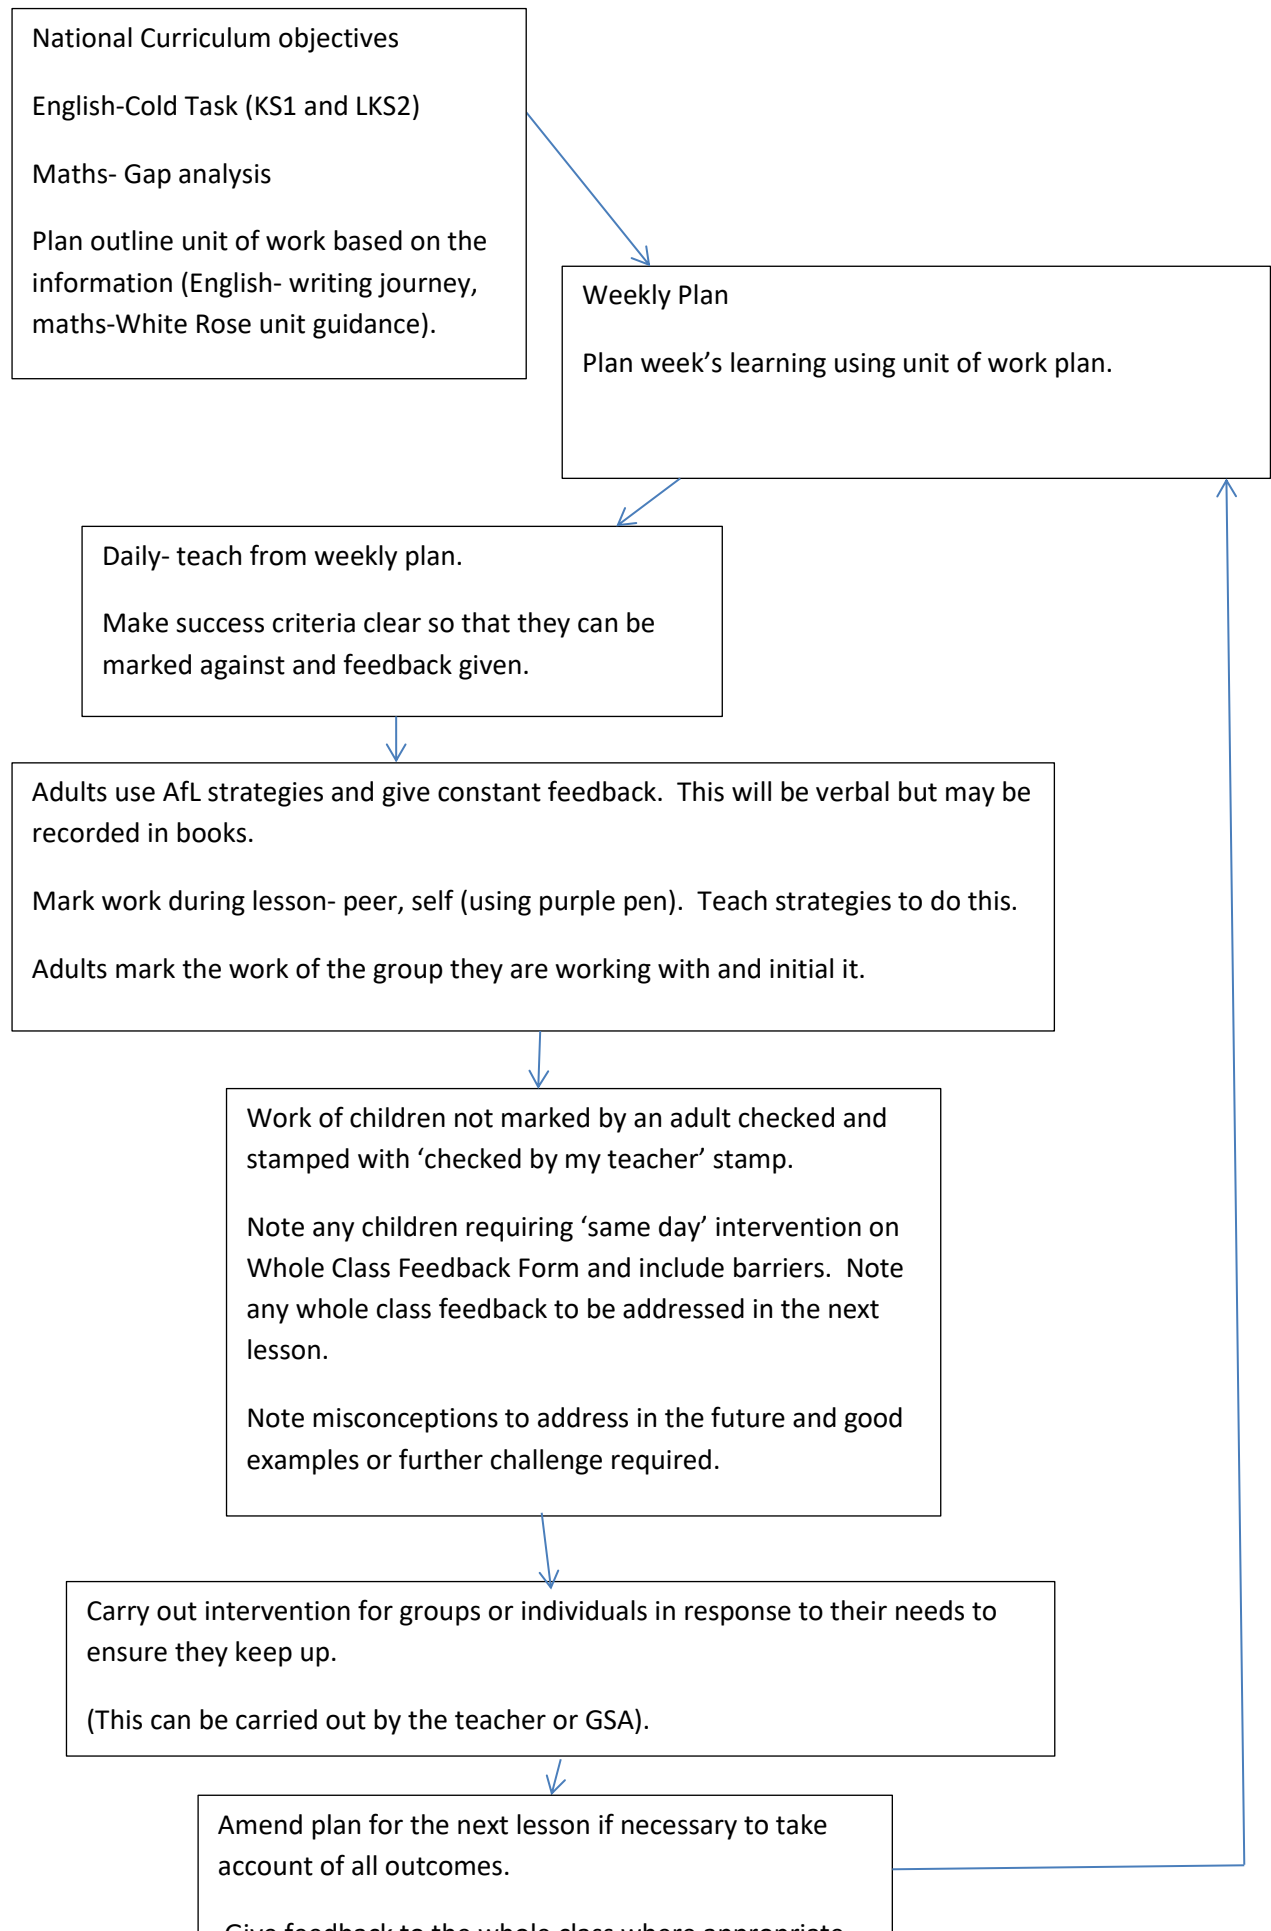 National Curriculum objectives
English-Cold Task (KS1 and LKS2)
Maths- Gap analysis
Plan outline unit of work based on the
information (English- writing journey,
maths-White Rose unit guidance).
Weekly Plan
Plan week’s learning using unit of work plan.
Daily- teach from weekly plan.
Make success criteria clear so that they can be
marked against and feedback given.
Adults use AfL strategies and give constant feedback.  This will be verbal but may be
recorded in books.
Mark work during lesson- peer, self (using purple pen).  Teach strategies to do this.
Adults mark the work of the group they are working with and initial it.
Work of children not marked by an adult checked and
stamped with ‘checked by my teacher’ stamp.
Note any children requiring ‘same day’ intervention on
Whole Class Feedback Form and include barriers.  Note
any whole class feedback to be addressed in the next
lesson.
Note misconceptions to address in the future and good
examples or further challenge required.
Carry out intervention for groups or individuals in response to their needs to
ensure they keep up.
(This can be carried out by the teacher or GSA).
Amend plan for the next lesson if necessary to take
account of all outcomes.
Give feedback to the whole class where appropriate